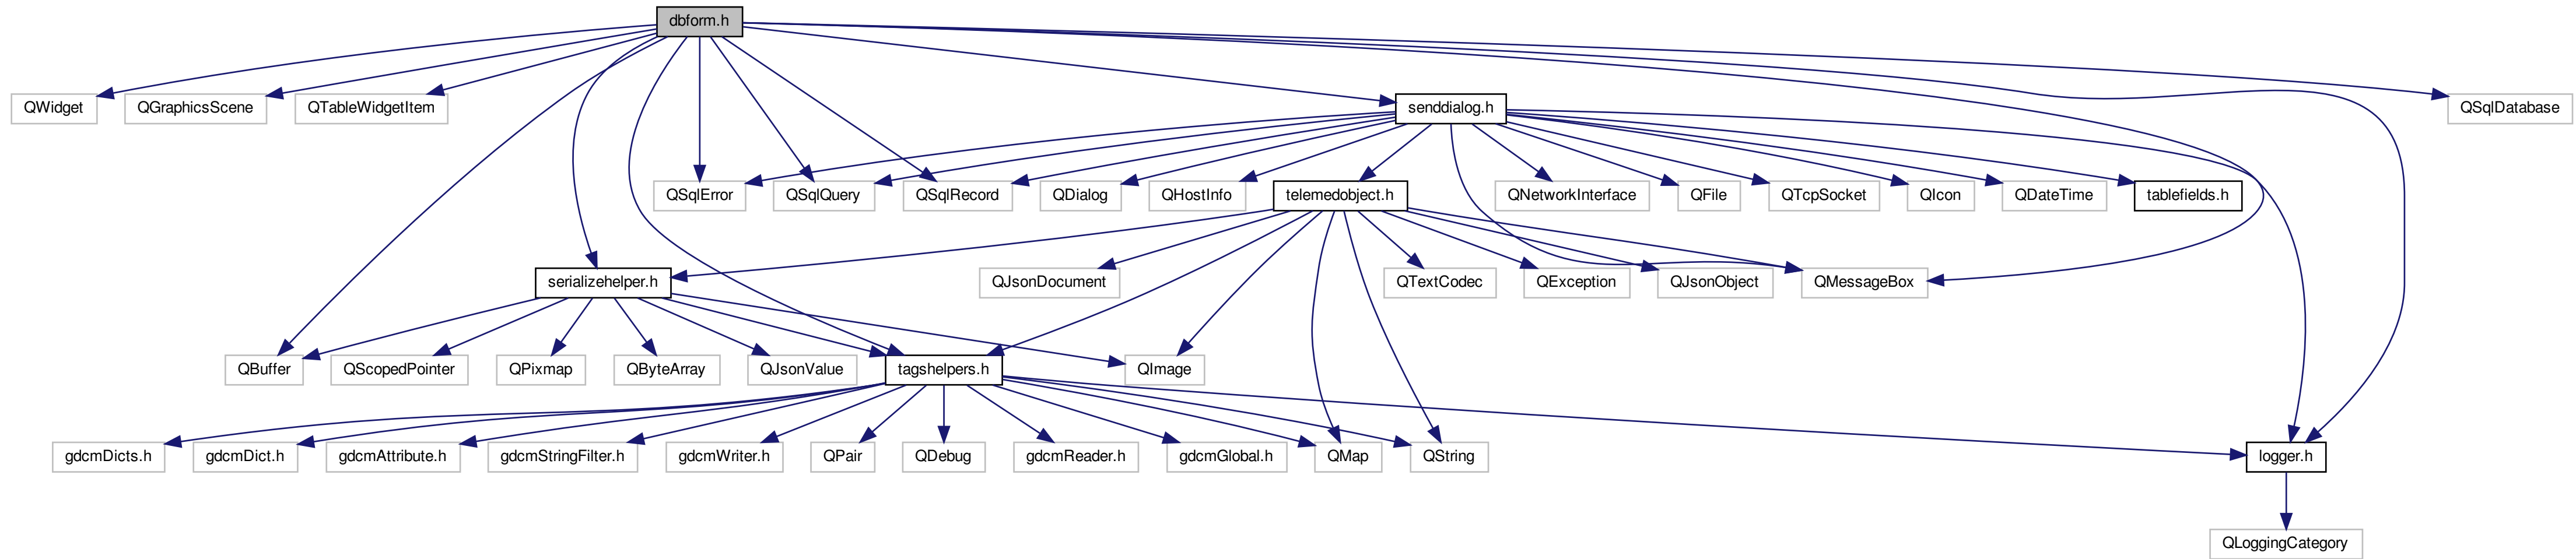 dbform.h
QWidget
QGraphicsScene
QTableWidgetItem
senddialog.h
QSqlDatabase
QSqlError
QSqlQuery
QSqlRecord
QDialog
QHostInfo
telemedobject.h
QNetworkInterface
QFile
QTcpSocket
QIcon
QDateTime
tablefields.h
serializehelper.h
QJsonDocument
QTextCodec
QException
QJsonObject
QMessageBox
QBuffer
QScopedPointer
QPixmap
QByteArray
QJsonValue
tagshelpers.h
QImage
gdcmDicts.h
gdcmDict.h
gdcmAttribute.h
gdcmStringFilter.h
gdcmWriter.h
QPair
QDebug
gdcmReader.h
gdcmGlobal.h
QMap
QString
logger.h
QLoggingCategory